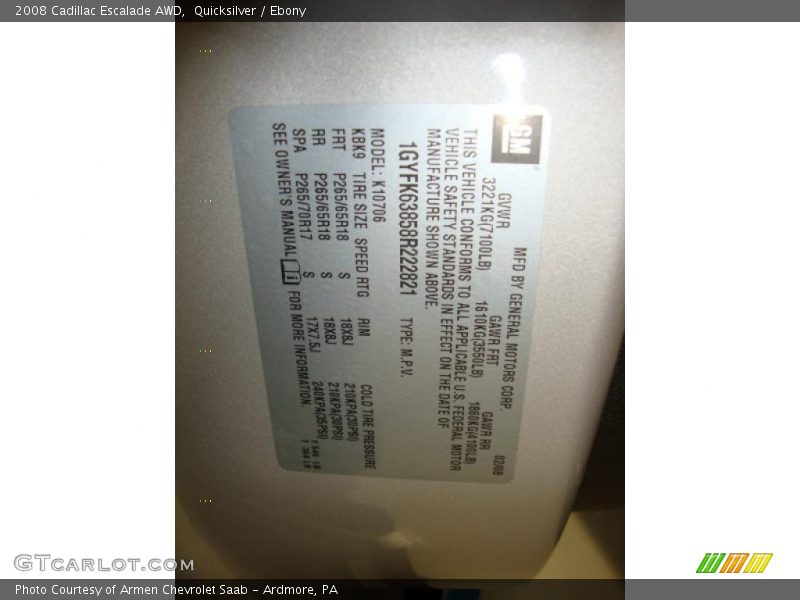 2008 Cadillac Escalade AWD, Quicksilver / Ebony
GM
MFD BY GENERAL MOTORS CORP.
02/08
GVWR GAWR FRT GAWR RR
3221KG(7100LB) 1610KG(3550LB) 1860KG(4100LB)
THIS VEHICLE CONFORMS TO ALL APPLICABLE U.S. FEDERAL MOTOR
VEHICLE SAFETY STANDARDS IN EFFECT ON THE DATE OF
MANUFACTURE SHOWN ABOVE.
1GYFK63858R222821 TYPE: M.P.V.
MODEL: K10706
KBK9 TIRE SIZE SPEED RTG RIM COLD TIRE PRESSURE
FRT P265/65R18 S 18X8J 210KPA(30PSI)
RR P265/65R18 S 18X8J 210KPA(30PSI)
SPA P265/70R17 S 17X7.5J 240KPA(35PSI)
SEE OWNER'S MANUAL i FOR MORE INFORMATION.
GTcarlot.com
Photo Courtesy of Armen Chevrolet Saab - Ardmore, PA